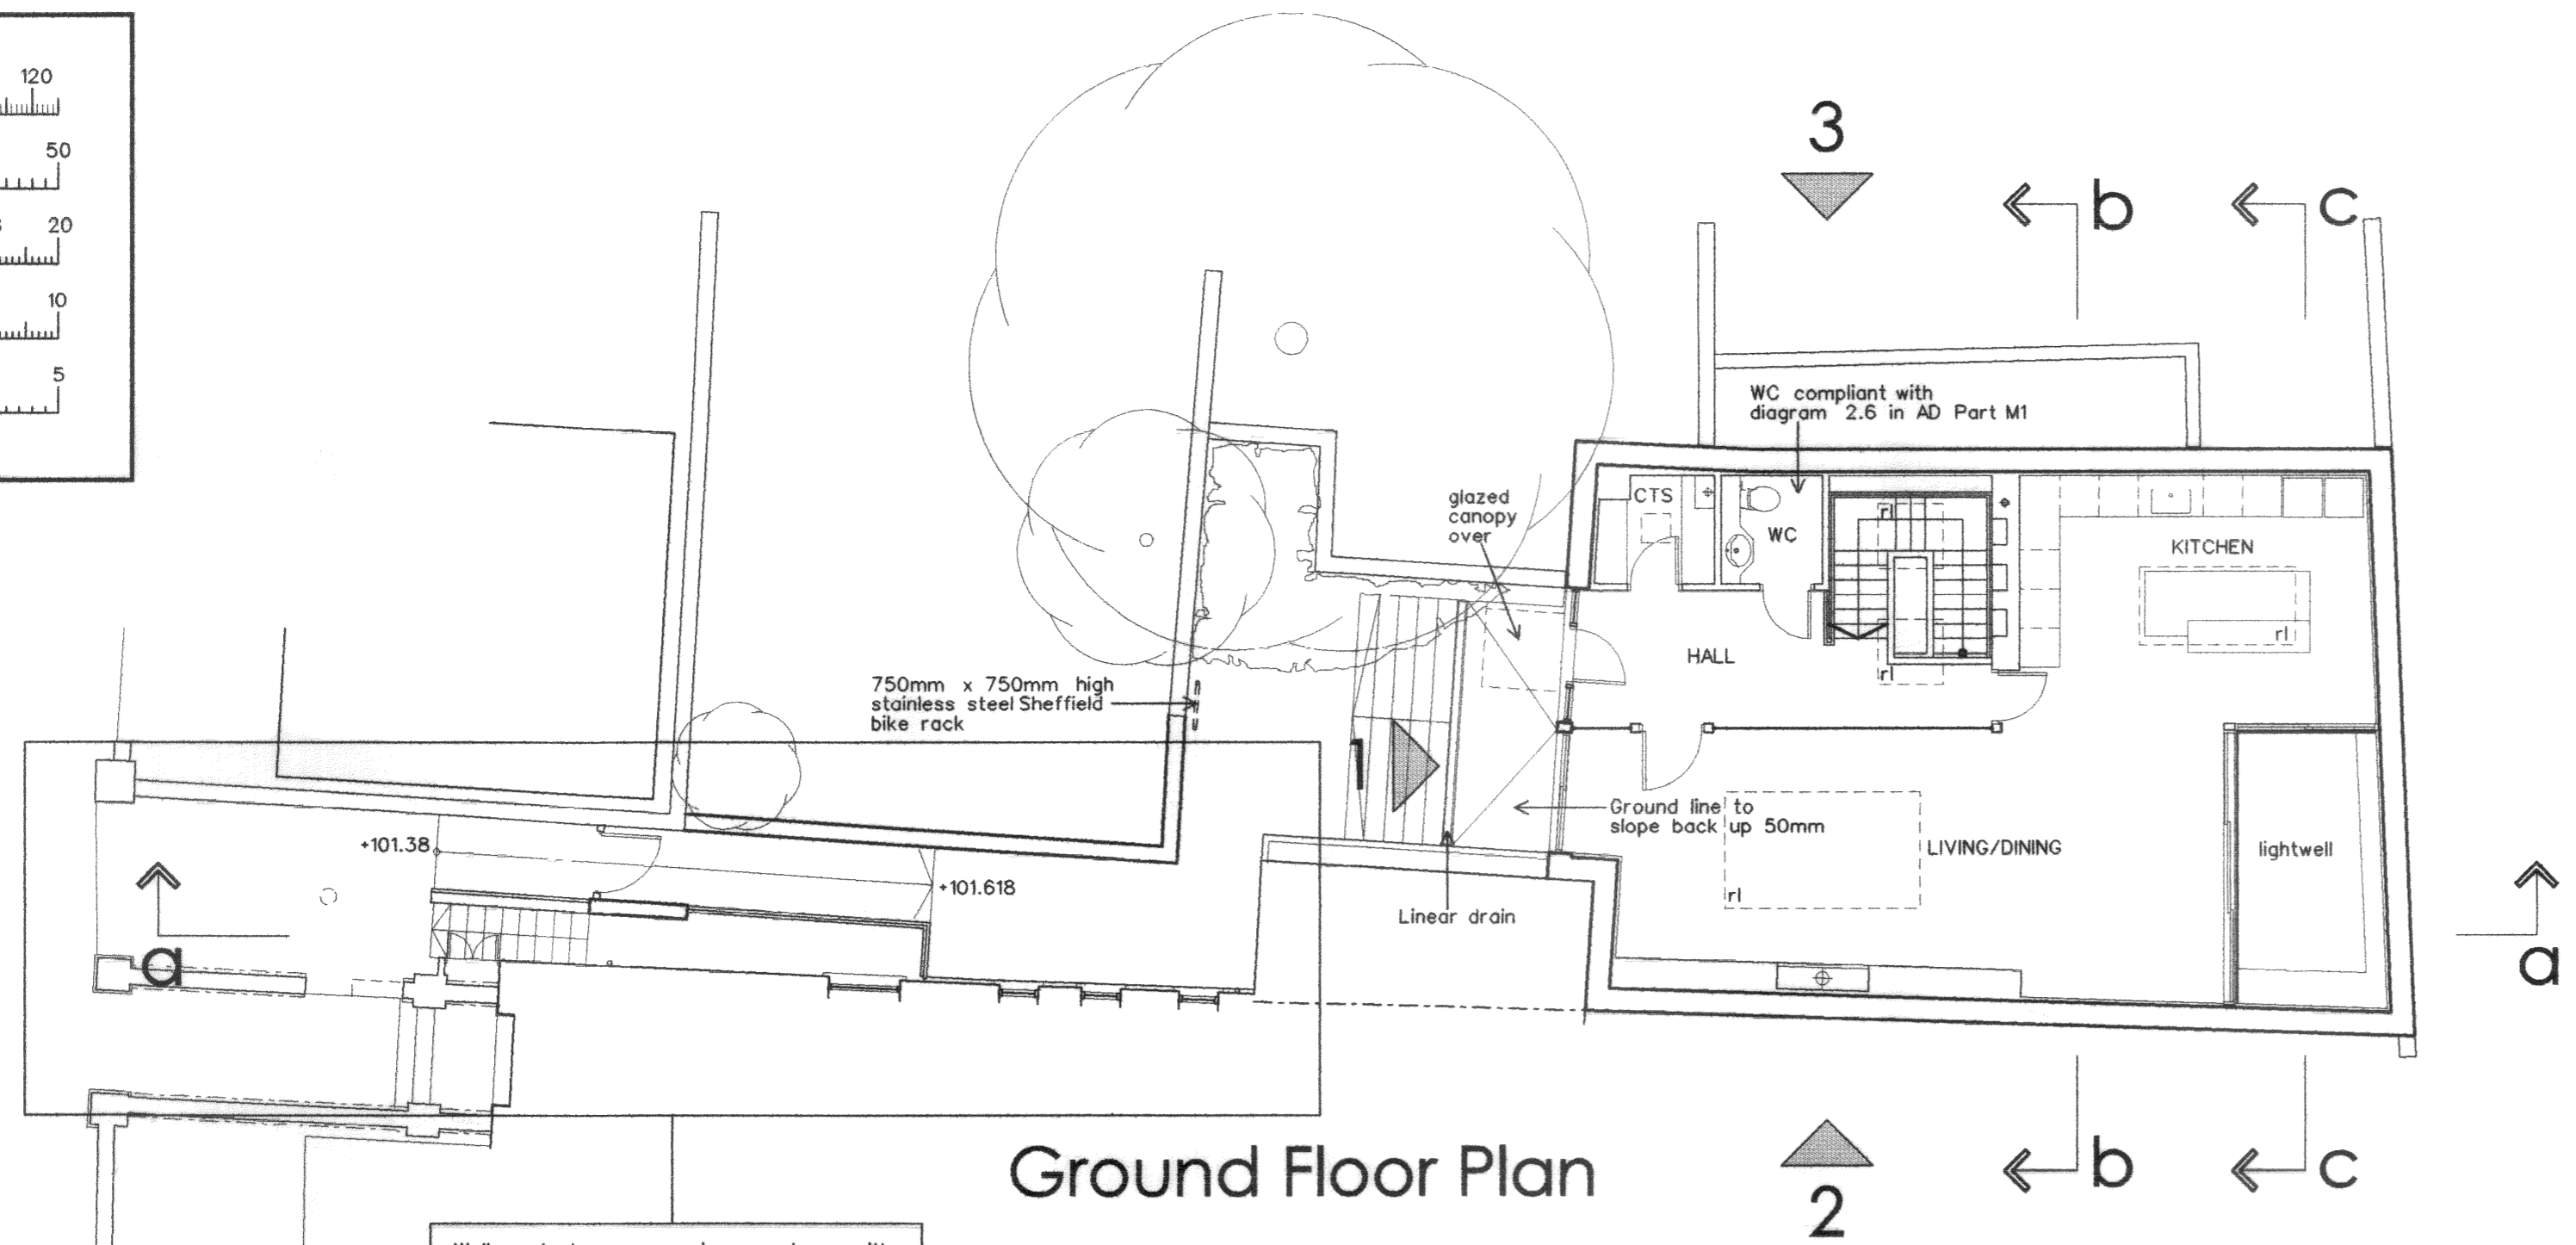 120
50
20
10
5
3
b
c
WC compliant with
diagram 2.6 in AD Part M1
glazed
canopy
over
CTS
WC
rl
KITCHEN
rl
HALL
rl
750mm x 750mm high
stainless steel Sheffield
bike rack
1
Ground line to
slope back up 50mm
LIVING/DINING
lightwell
rl
+101.38
+101.618
Linear drain
a
a
Ground Floor Plan
2
b
c